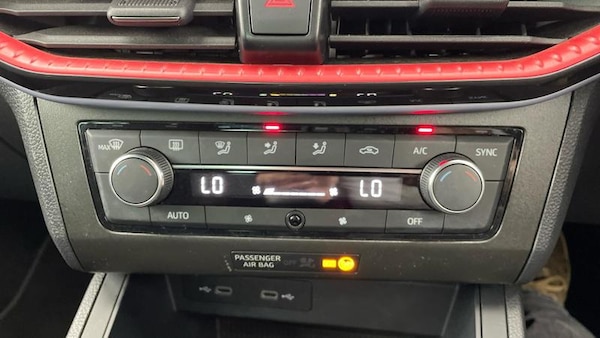 MAX
A/C
SYNC
LO
LO
AUTO
OFF
PASSENGER
AIR BAG